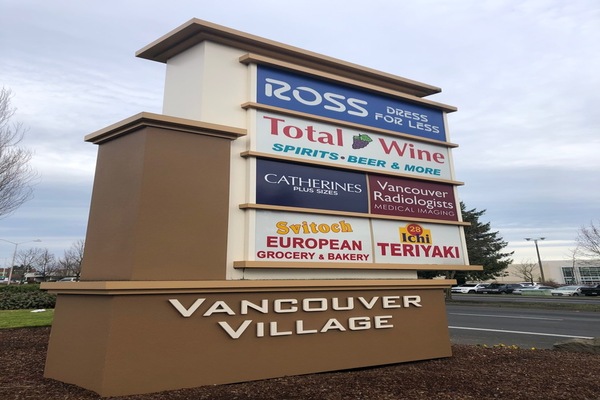 ROSS DRESS
FOR LESS
Total Wine
SPIRITS • BEER & MORE
CATHERINES
PLUS SIZES
Vancouver
Radiologists
MEDICAL IMAGING
Svitoch
EUROPEAN
GROCERY & BAKERY
28
Ichi
TERIYAKI
VANCOUVER
VILLAGE